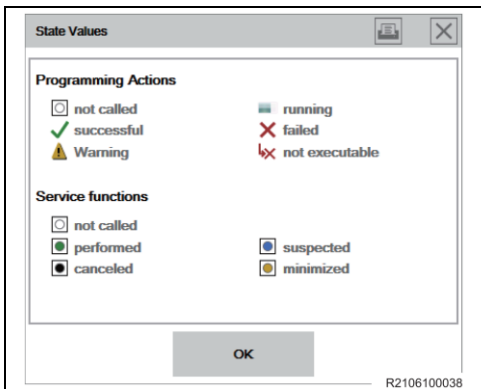 State Values
Programming Actions
not called running
successful failed
Warning not executable
Service functions
not called
performed suspected
canceled minimized
OK
R2106100038